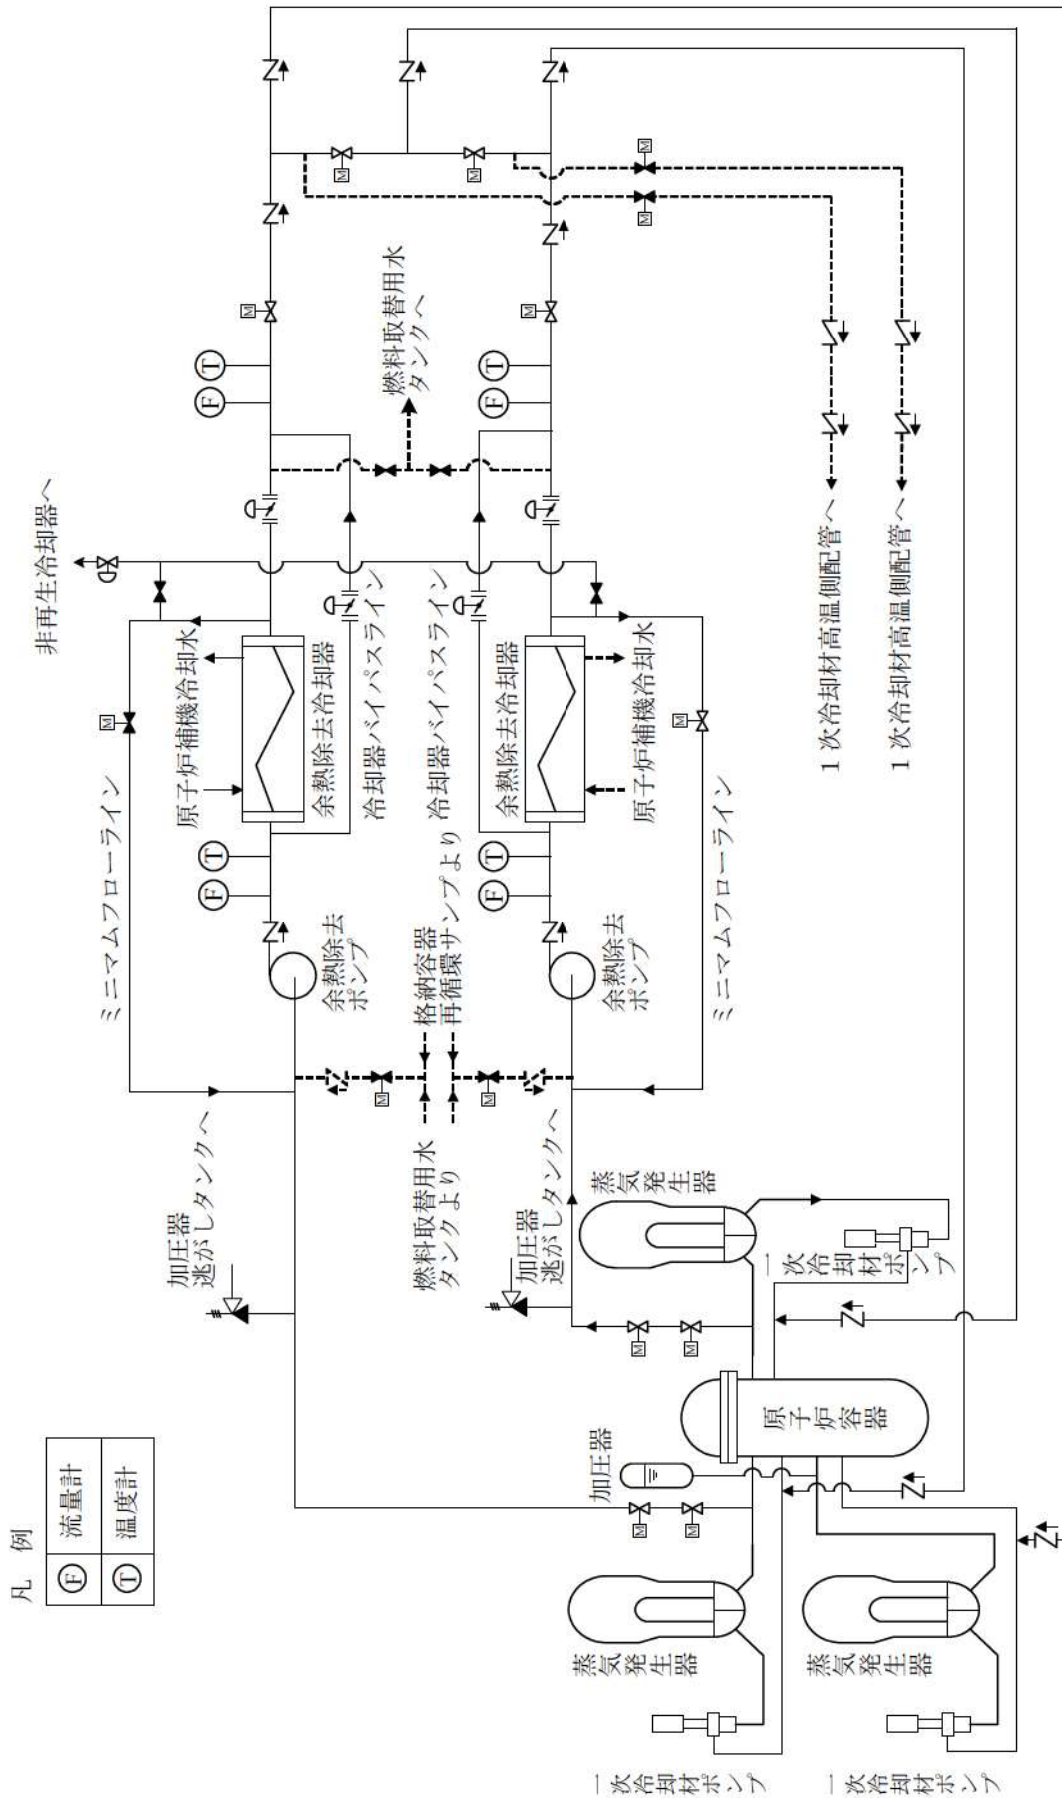 凡 例
F 流量計
T 温度計
加圧器
逃がしタンクへ
ミニマムフローライン
非再生冷却器へ
原子炉補機冷却水
余熱除去冷却器
冷却器バイパスライン
余熱除去
ポンプ
F
T
F
T
M
M
M
M
燃料取替用水
タンクへ
格納容器
再循環サンプより
燃料取替用水
タンクより
M
M
冷却器バイパスライン
余熱除去冷却器
原子炉補機冷却水
余熱除去
ポンプ
F
T
F
T
M
M
ミニマムフローライン
加圧器
逃がしタンクへ
M
M
1次冷却材高温側配管へ
1次冷却材高温側配管へ
蒸気発生器
一次冷却材ポンプ
M
M
原子炉容器
加圧器
M
M
蒸気発生器
一次冷却材ポンプ
蒸気発生器
一次冷却材ポンプ